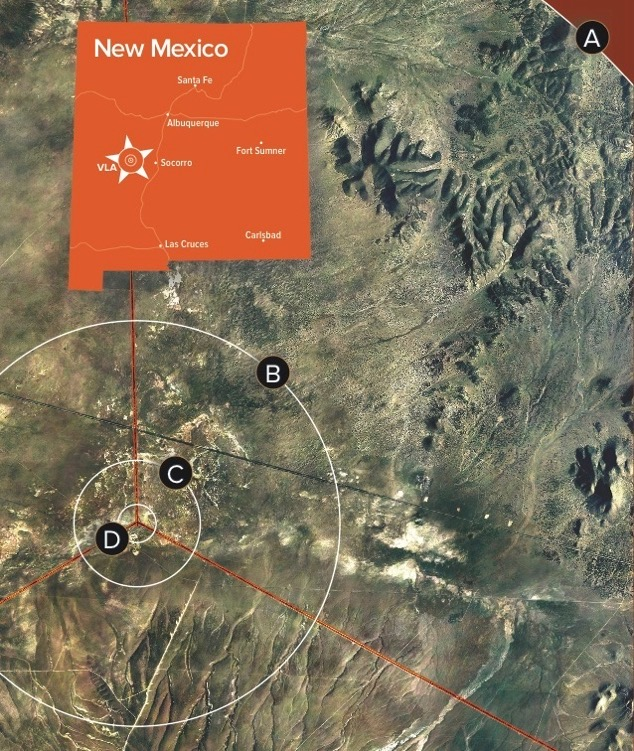 New Mexico
Santa Fe
Albuquerque
Fort Sumner
VLA
Socorro
Carlsbad
Las Cruces
A
B
C
D